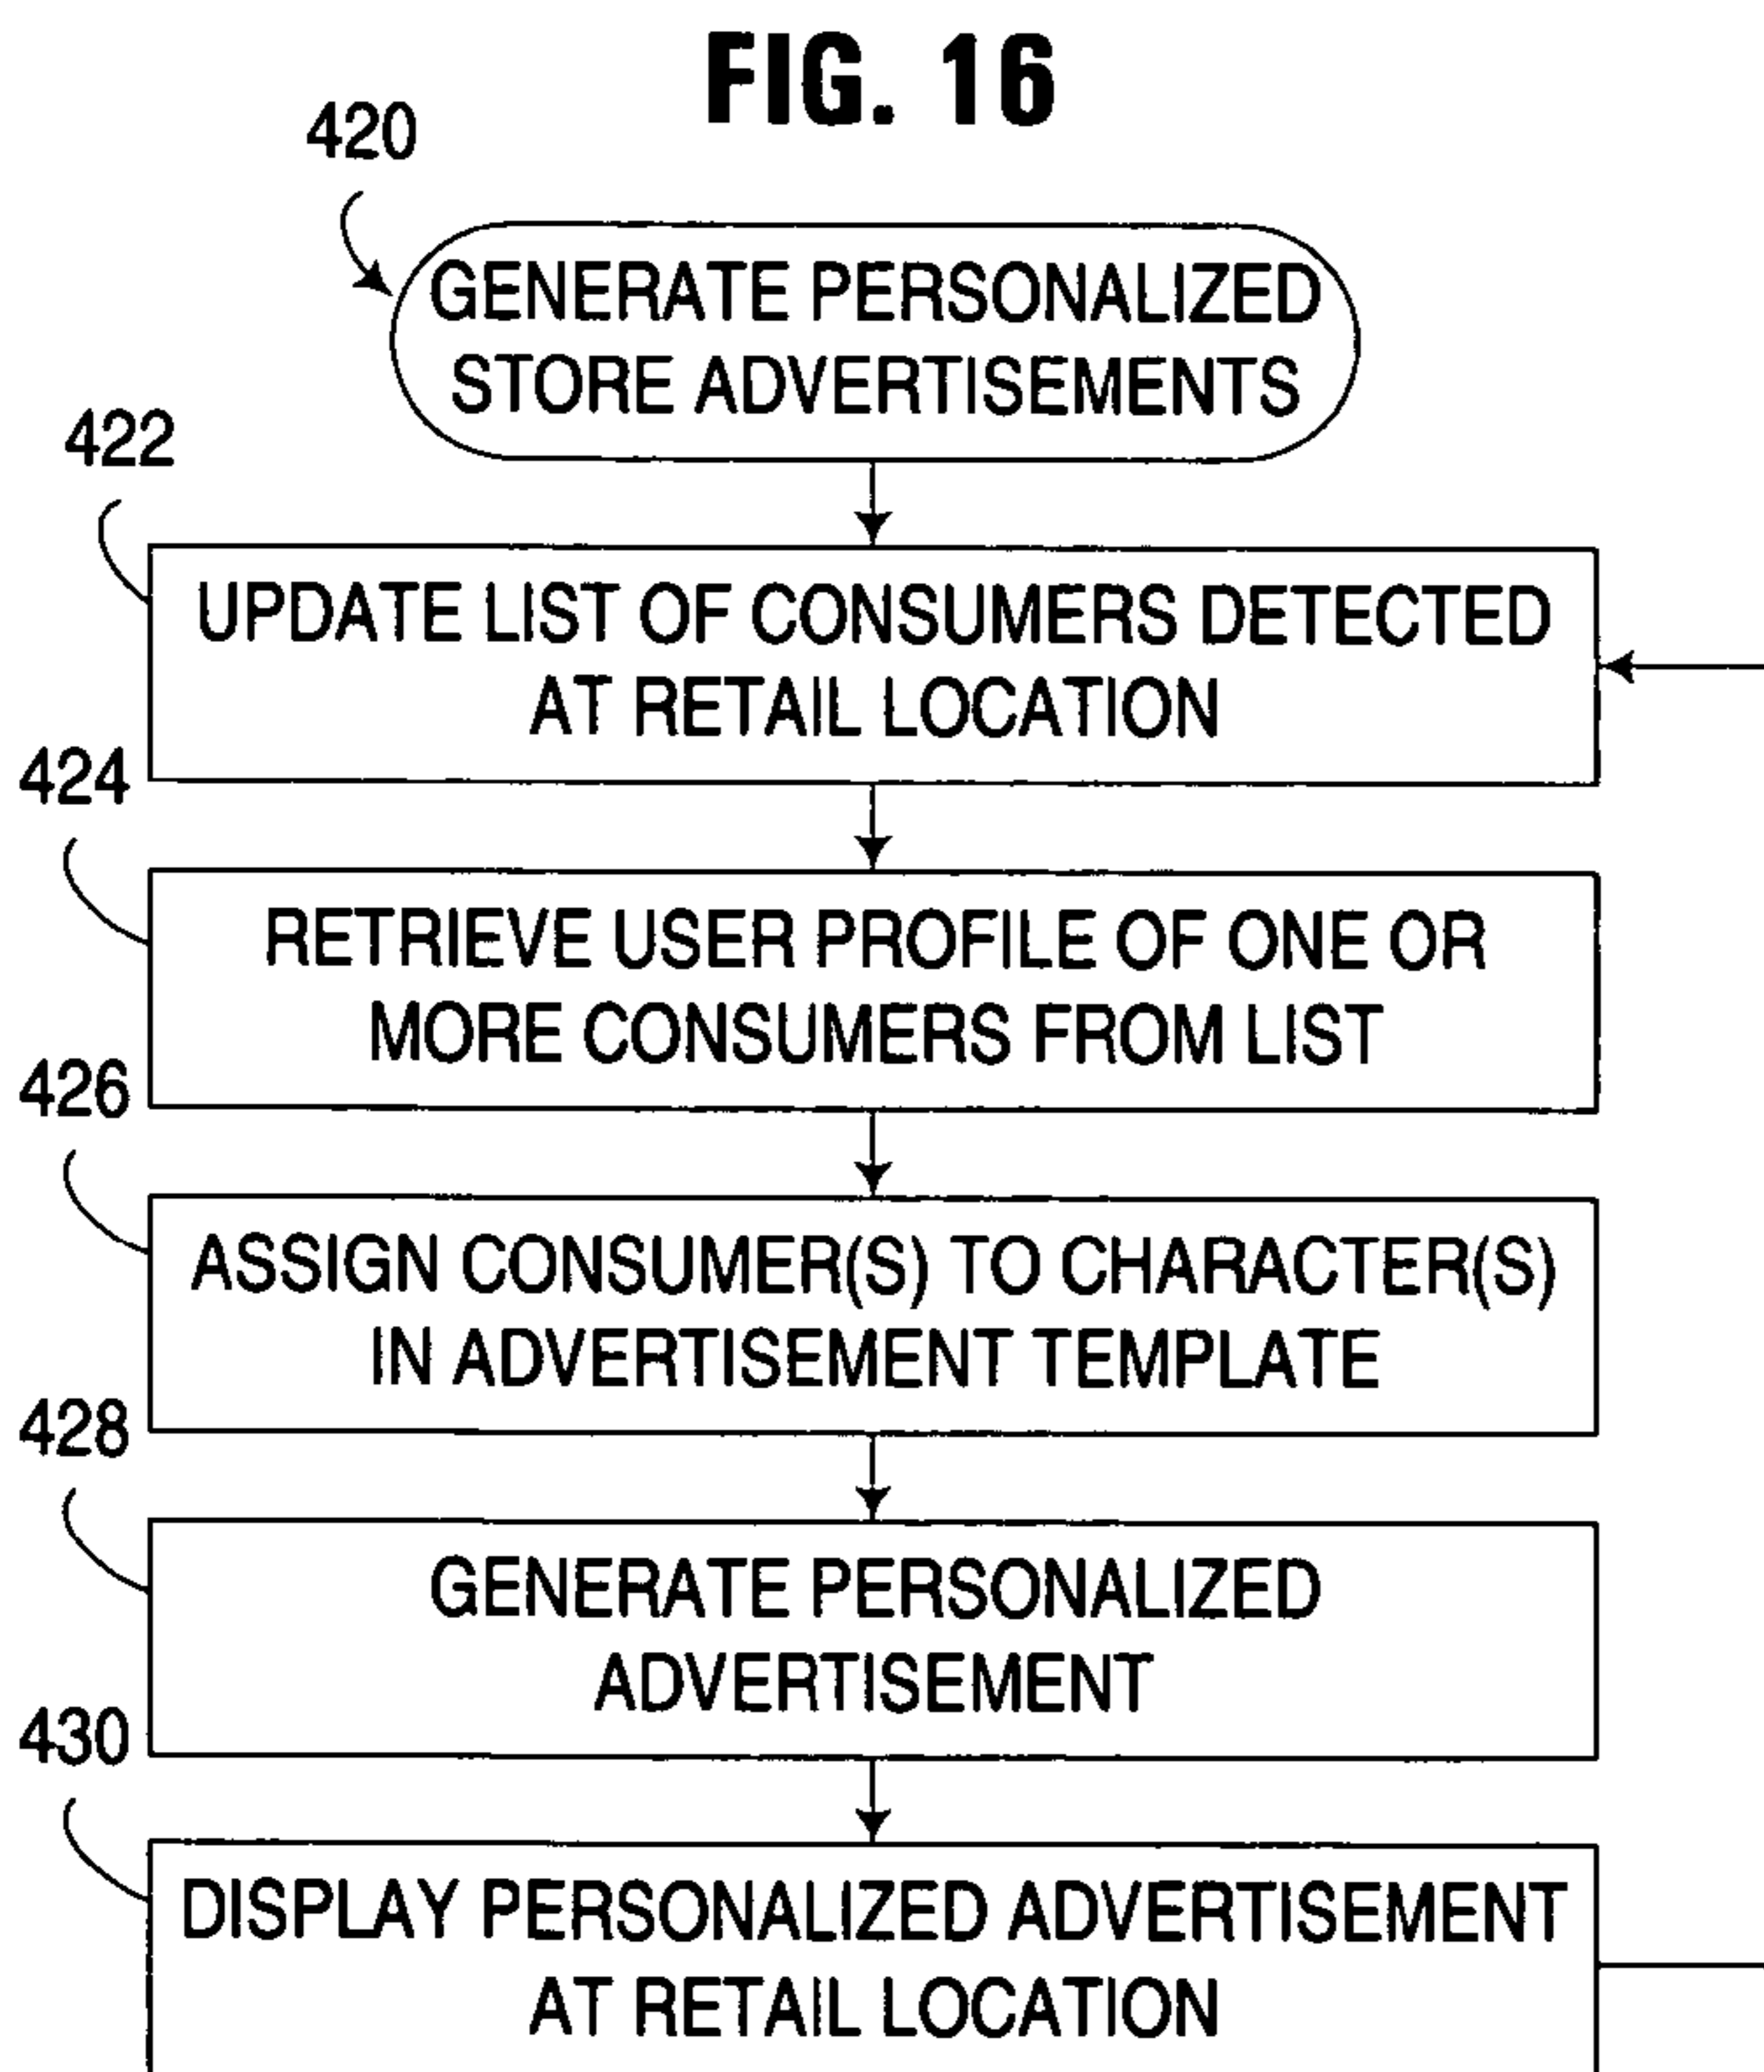 FIG. 16
420
GENERATE PERSONALIZED
STORE ADVERTISEMENTS
422
UPDATE LIST OF CONSUMERS DETECTED
AT RETAIL LOCATION
424
RETRIEVE USER PROFILE OF ONE OR
MORE CONSUMERS FROM LIST
426
ASSIGN CONSUMER(S) TO CHARACTER(S)
IN ADVERTISEMENT TEMPLATE
428
GENERATE PERSONALIZED
ADVERTISEMENT
430
DISPLAY PERSONALIZED ADVERTISEMENT
AT RETAIL LOCATION